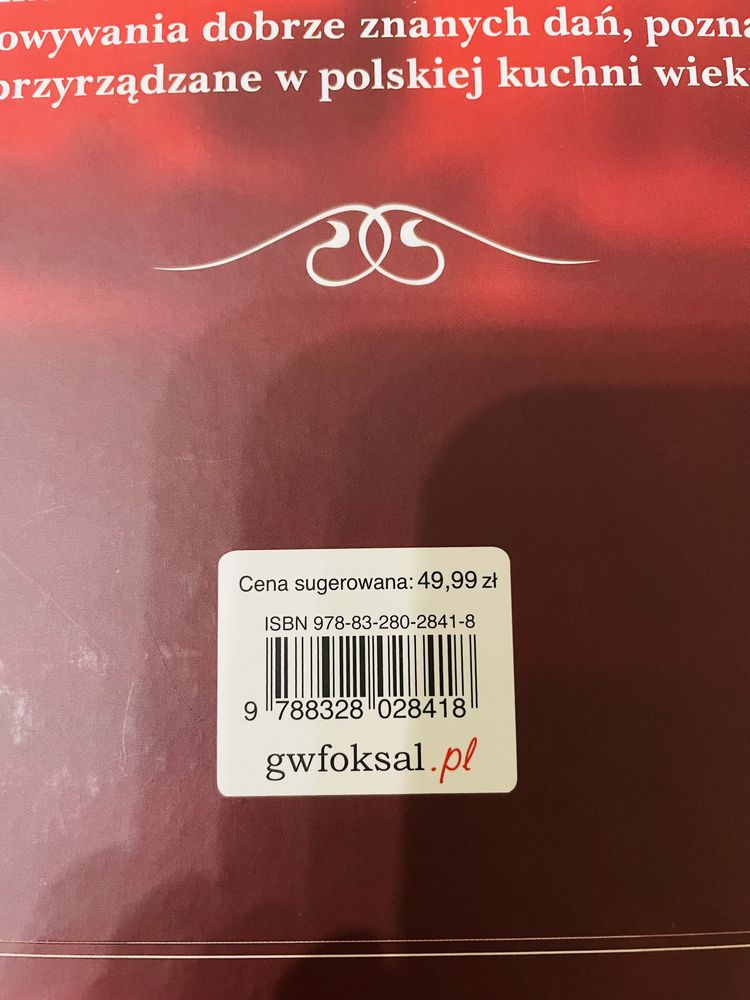 owywania dobrze znanych dań, pozna
przyrządzane w polskiej kuchni wiek
Cena sugerowana: 49,99 zł
ISBN 978-83-280-2841-8
9 788328 028418
gwfoksal.pl